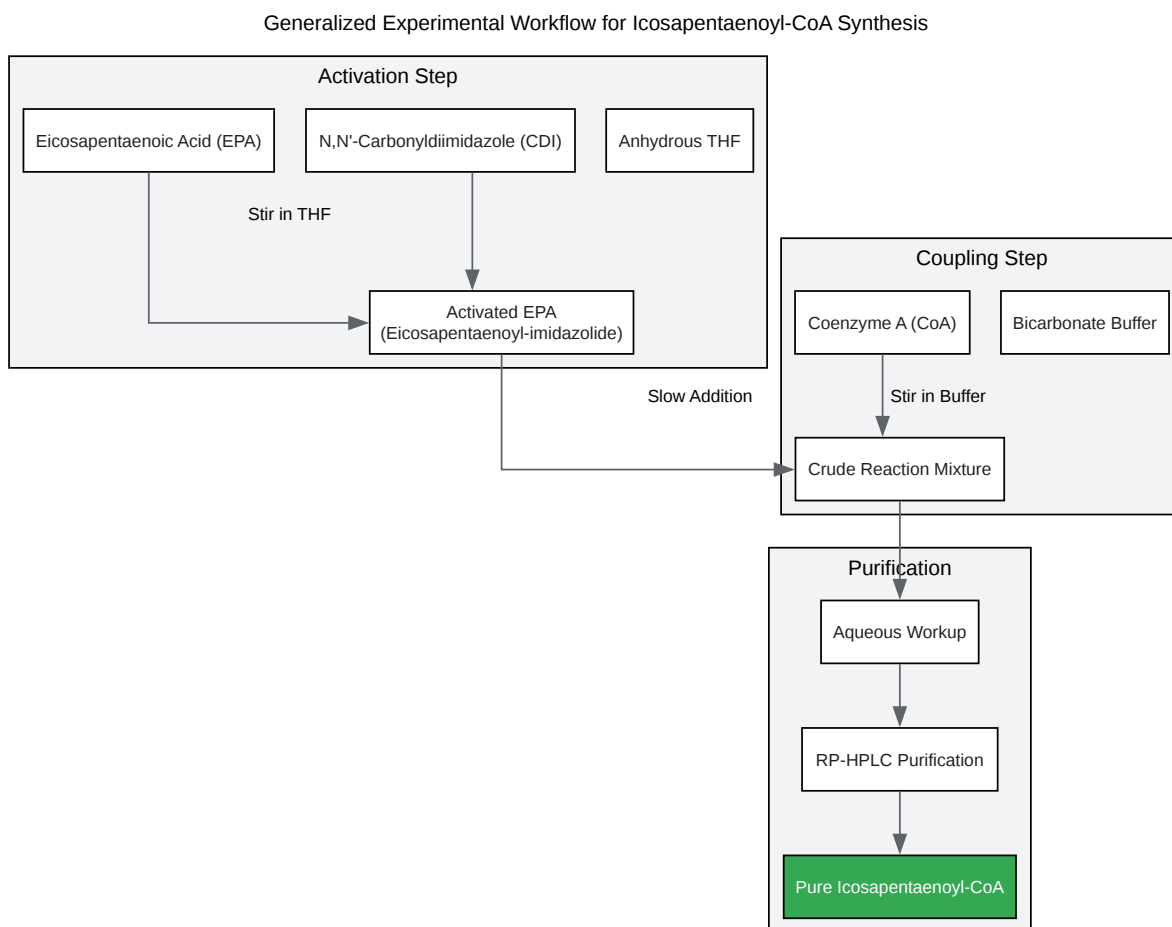 Generalized Experimental Workflow for Icosapentaenoyl-CoA Synthesis
Activation Step
Eicosapentaenoic Acid (EPA)
N,N'-Carbonyldiimidazole (CDI)
Anhydrous THF
Stir in THF
Activated EPA
(Eicosapentaenoyl-imidazolide)
Coupling Step
Coenzyme A (CoA)
Bicarbonate Buffer
Slow Addition
Stir in Buffer
Crude Reaction Mixture
Purification
Aqueous Workup
RP-HPLC Purification
Pure Icosapentaenoyl-CoA